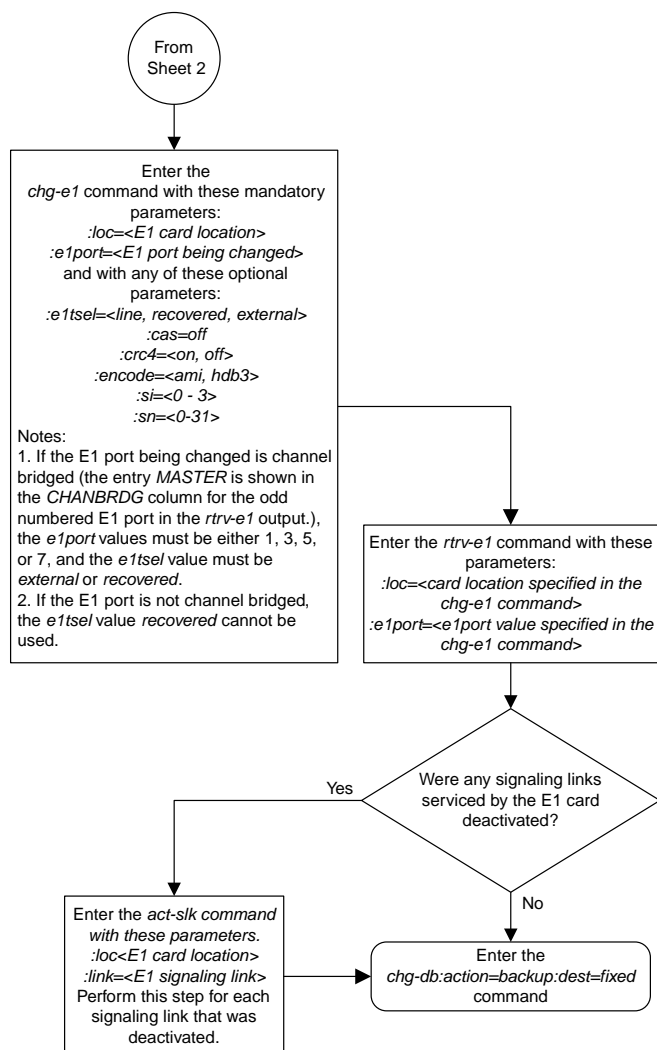 From
Sheet 2
Enter the
chg-e1 command with these mandatory
parameters:
:loc=<E1 card location>
:e1port=<E1 port being changed>
and with any of these optional
parameters:
:e1tsel=<line, recovered, external>
:cas=off
:crc4=<on, off>
:encode=<ami, hdb3>
:si=<0 - 3>
:sn=<0-31>
Notes:
1. If the E1 port being changed is channel
bridged (the entry MASTER is shown in
the CHANBRDG column for the odd
numbered E1 port in the rtrv-e1 output.),
the e1port values must be either 1, 3, 5,
or 7, and the e1tsel value must be
external or recovered.
2. If the E1 port is not channel bridged,
the e1tsel value recovered cannot be
used.
Enter the rtrv-e1 command with these
parameters:
:loc=<card location specified in the
chg-e1 command>
:e1port=<e1port value specified in the
chg-e1 command>
Were any signaling links
serviced by the E1 card
deactivated?
Yes
No
Enter the act-slk command
with these parameters.
:loc<E1 card location>
:link=<E1 signaling link>
Perform this step for each
signaling link that was
deactivated.
Enter the
chg-db:action=backup:dest=fixed
command